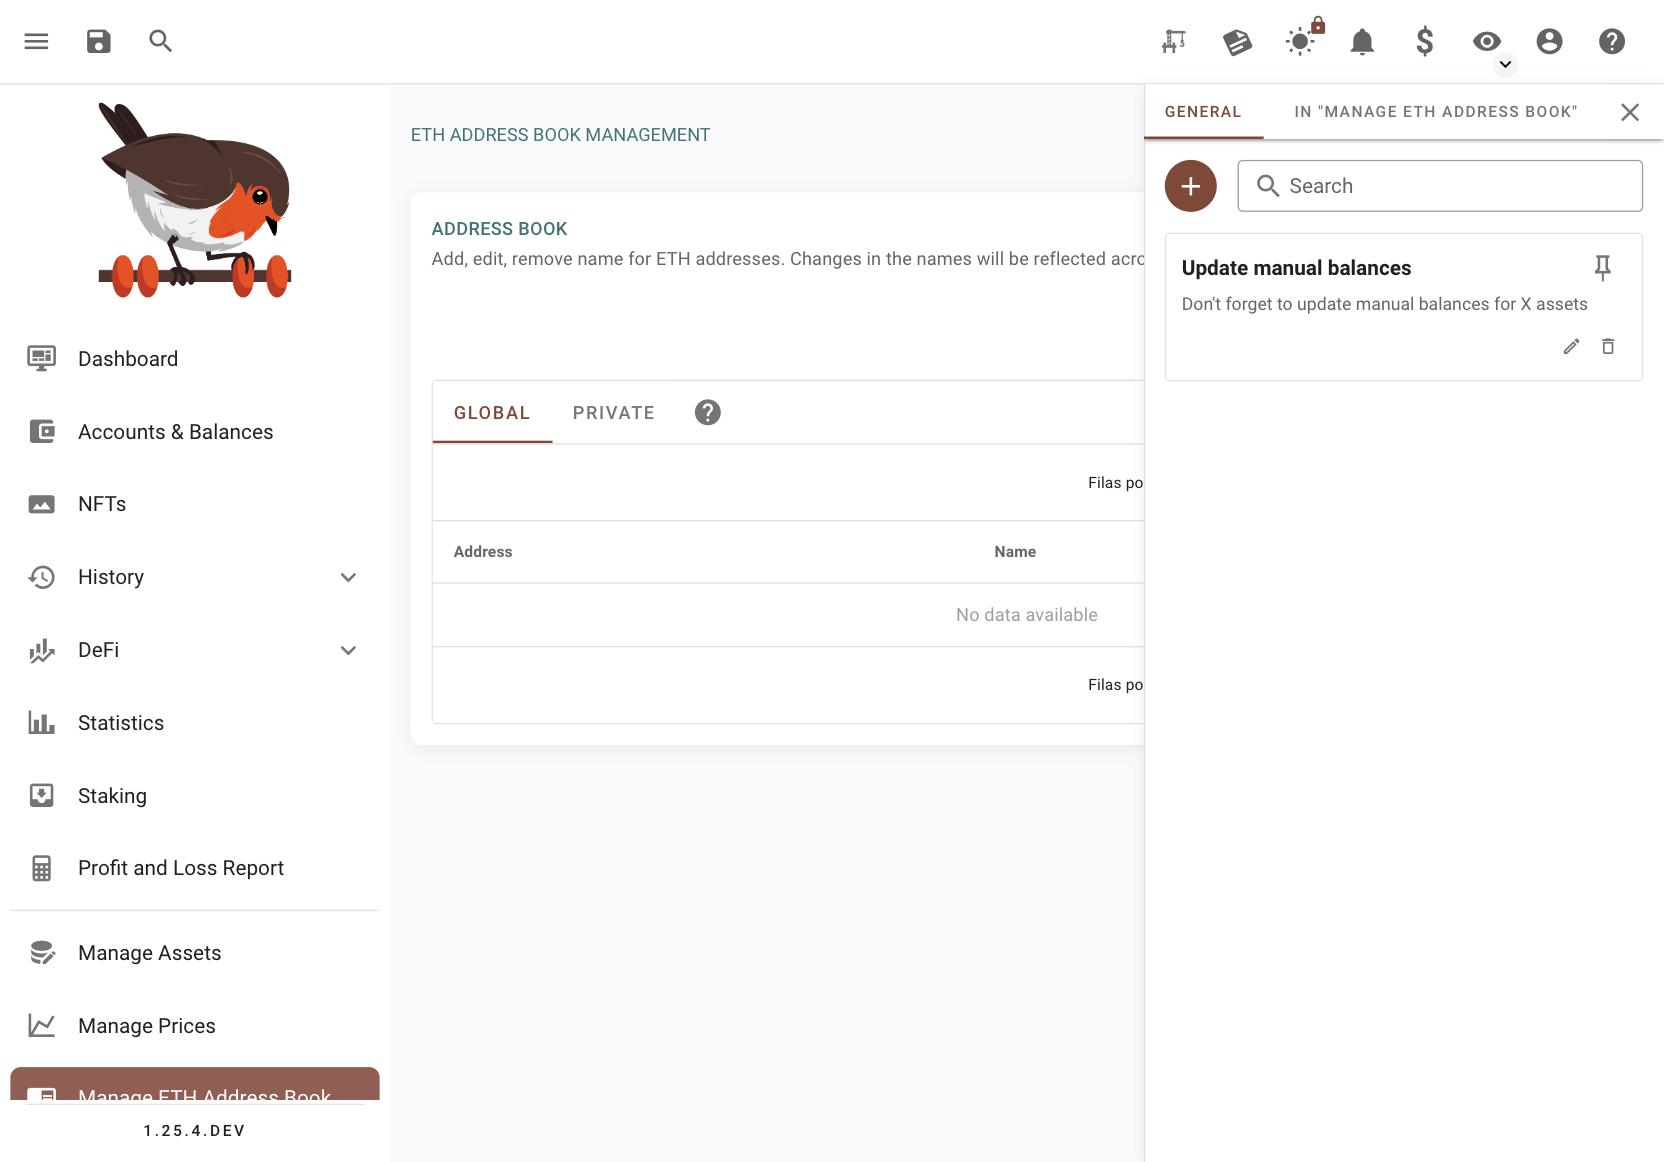 GENERAL
IN "MANAGE ETH ADDRESS BOOK"
ETH ADDRESS BOOK MANAGEMENT
Search
ADDRESS BOOK
Add, edit, remove name for ETH addresses. Changes in the names will be reflected acro
Update manual balances
Don't forget to update manual balances for X assets
Dashboard
Accounts & Balances
NFTs
History
DeFi
Statistics
Staking
Profit and Loss Report
Manage Assets
Manage Prices
Manage ETH Address Book
1.25.4.DEV
GLOBAL
PRIVATE
Filas po
Address
Name
No data available
Filas po